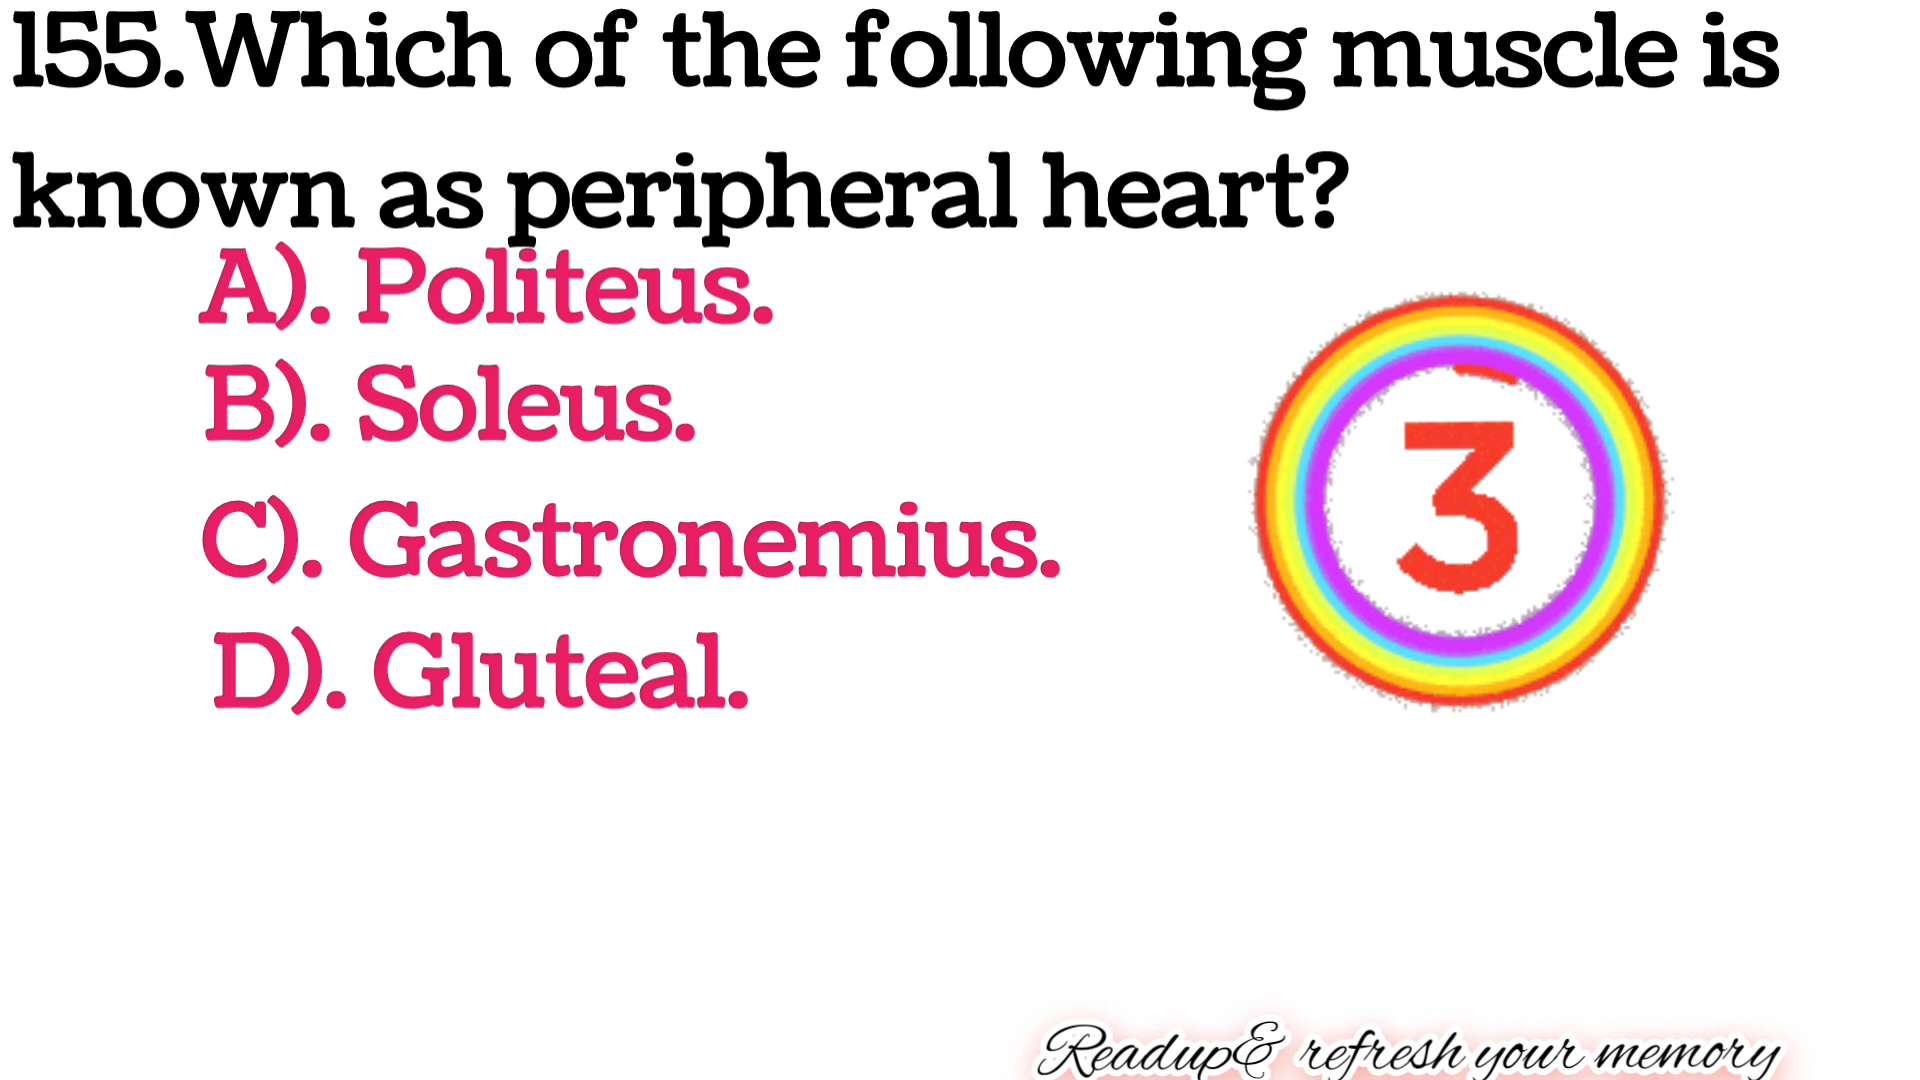 155.Which of the following muscle is
known as peripheral heart?
A). Politeus.
B). Soleus.
C). Gastronemius.
D). Gluteal.
3
Readup& refresh your memory